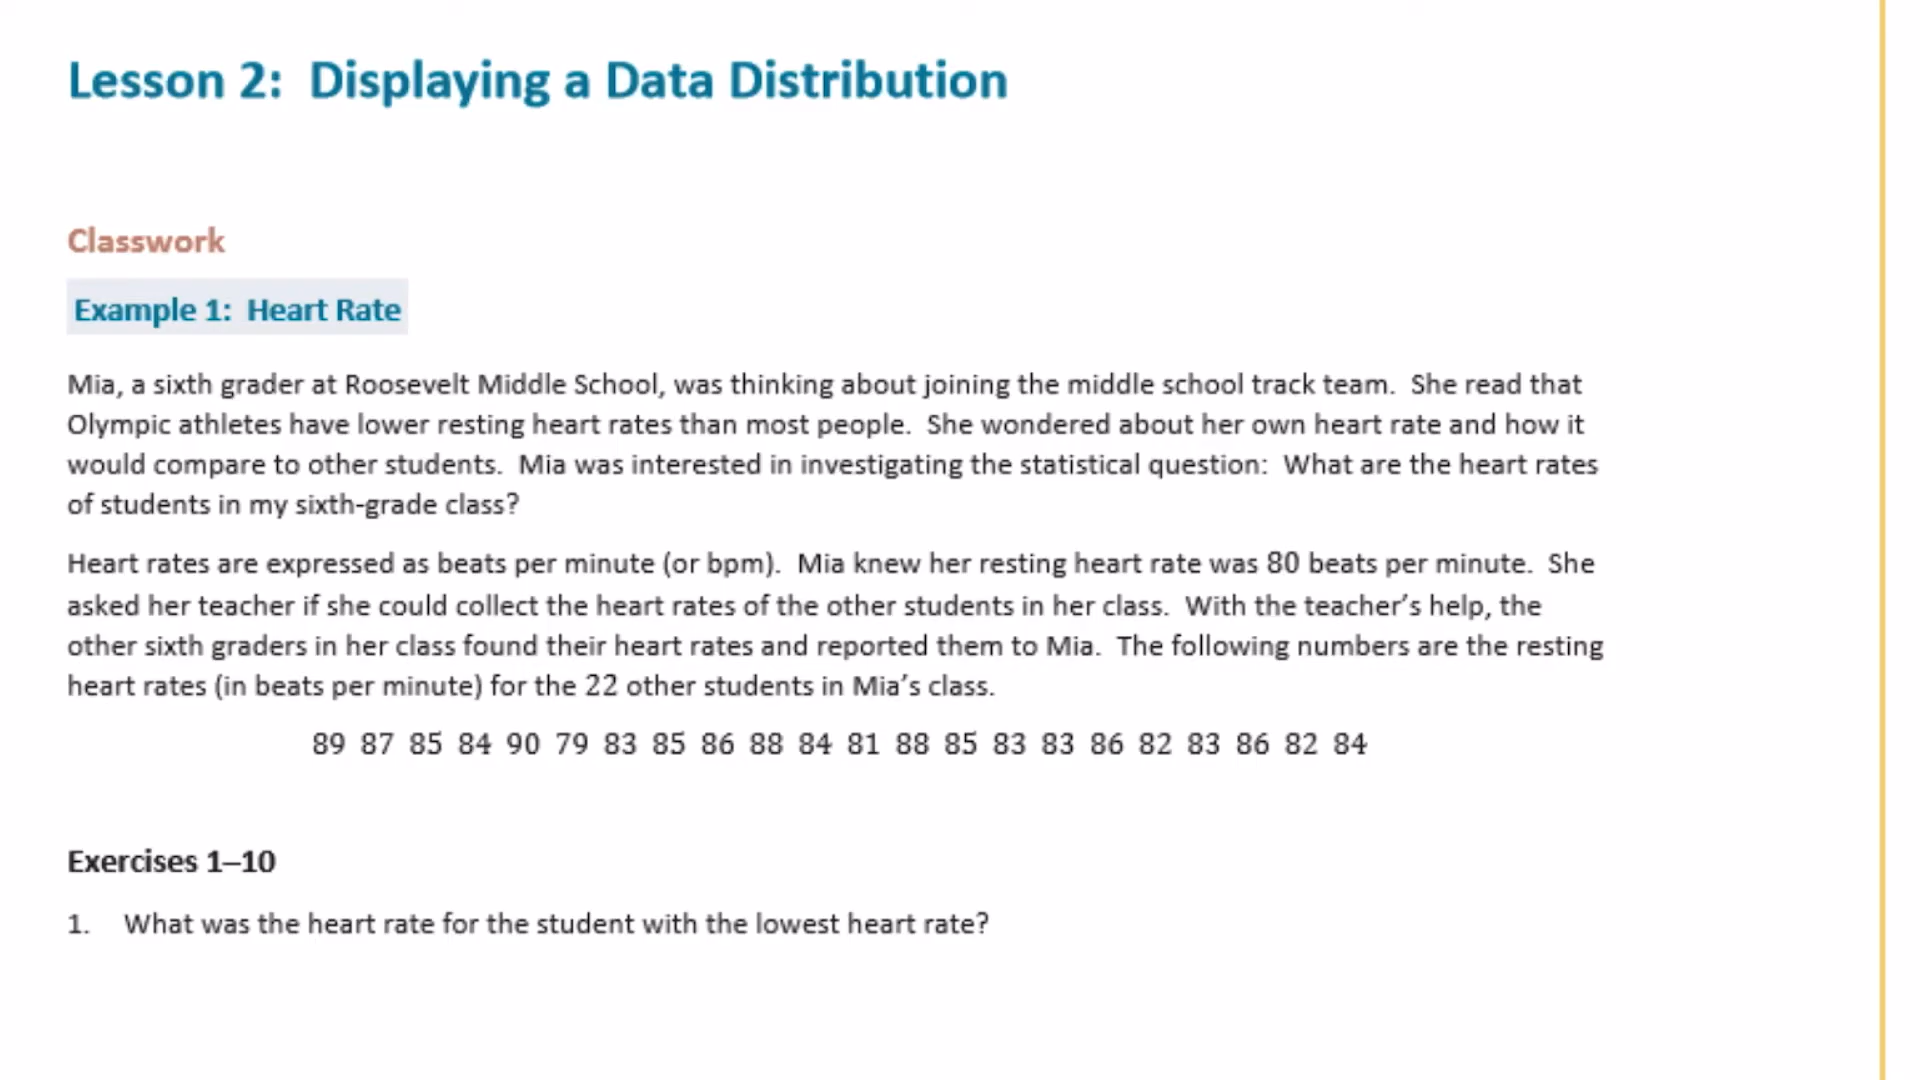 Lesson 2: Displaying a Data Distribution
Classwork
Example 1: Heart Rate
Mia, a sixth grader at Roosevelt Middle School, was thinking about joining the middle school track team. She read that
Olympic athletes have lower resting heart rates than most people. She wondered about her own heart rate and how it
would compare to other students. Mia was interested in investigating the statistical question: What are the heart rates
of students in my sixth-grade class?
Heart rates are expressed as beats per minute (or bpm). Mia knew her resting heart rate was 80 beats per minute. She
asked her teacher if she could collect the heart rates of the other students in her class. With the teacher’s help, the
other sixth graders in her class found their heart rates and reported them to Mia. The following numbers are the resting
heart rates (in beats per minute) for the 22 other students in Mia’s class.
89 87 85 84 90 79 83 85 86 88 84 81 88 85 83 83 86 82 83 86 82 84
Exercises 1–10
1. What was the heart rate for the student with the lowest heart rate?